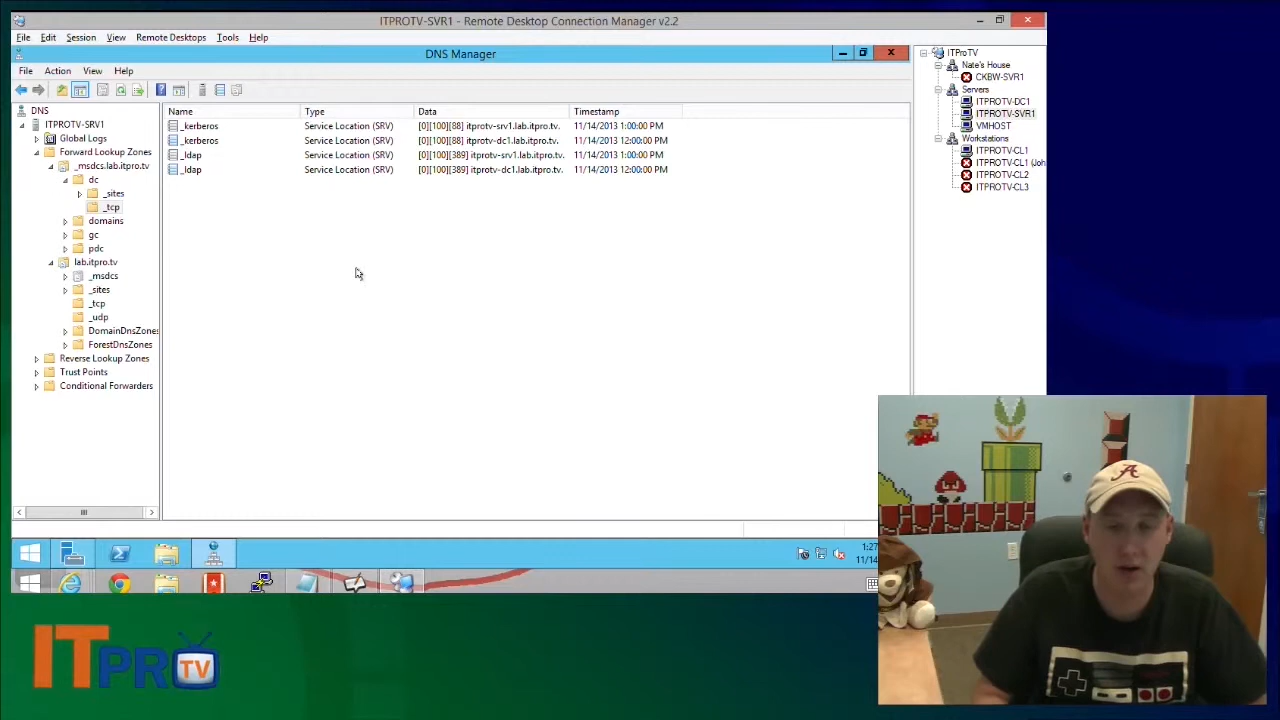 ITPROTV-SVR1 - Remote Desktop Connection Manager v2.2
File Edit Session View Remote Desktops Tools Help
DNS Manager
File Action View Help
DNS
ITPROTV-SRV1
Global Logs
Forward Lookup Zones
_msdcs.lab.itpro.tv
dc
_sites
_tcp
domains
gc
pdc
lab.itpro.tv
_msdcs
_sites
_tcp
_udp
DomainDnsZones
ForestDnsZones
Reverse Lookup Zones
Trust Points
Conditional Forwarders
Name Type Data Timestamp
_kerberos Service Location (SRV) [0][100][88] itprotv-srv1.lab.itpro.tv. 11/14/2013 1:00:00 PM
_kerberos Service Location (SRV) [0][100][88] itprotv-dc1.lab.itpro.tv. 11/14/2013 12:00:00 PM
_ldap Service Location (SRV) [0][100][389] itprotv-srv1.lab.itpro.tv. 11/14/2013 1:00:00 PM
_ldap Service Location (SRV) [0][100][389] itprotv-dc1.lab.itpro.tv. 11/14/2013 12:00:00 PM
ITProTV
Nate's House
CKBW-SVR1
Servers
ITPROTV-DC1
ITPROTV-SVR1
VMHOST
Workstations
ITPROTV-CL1
ITPROTV-CL1 (Joh
ITPROTV-CL2
ITPROTV-CL3
1:27
11/14
A
ITPRO TV